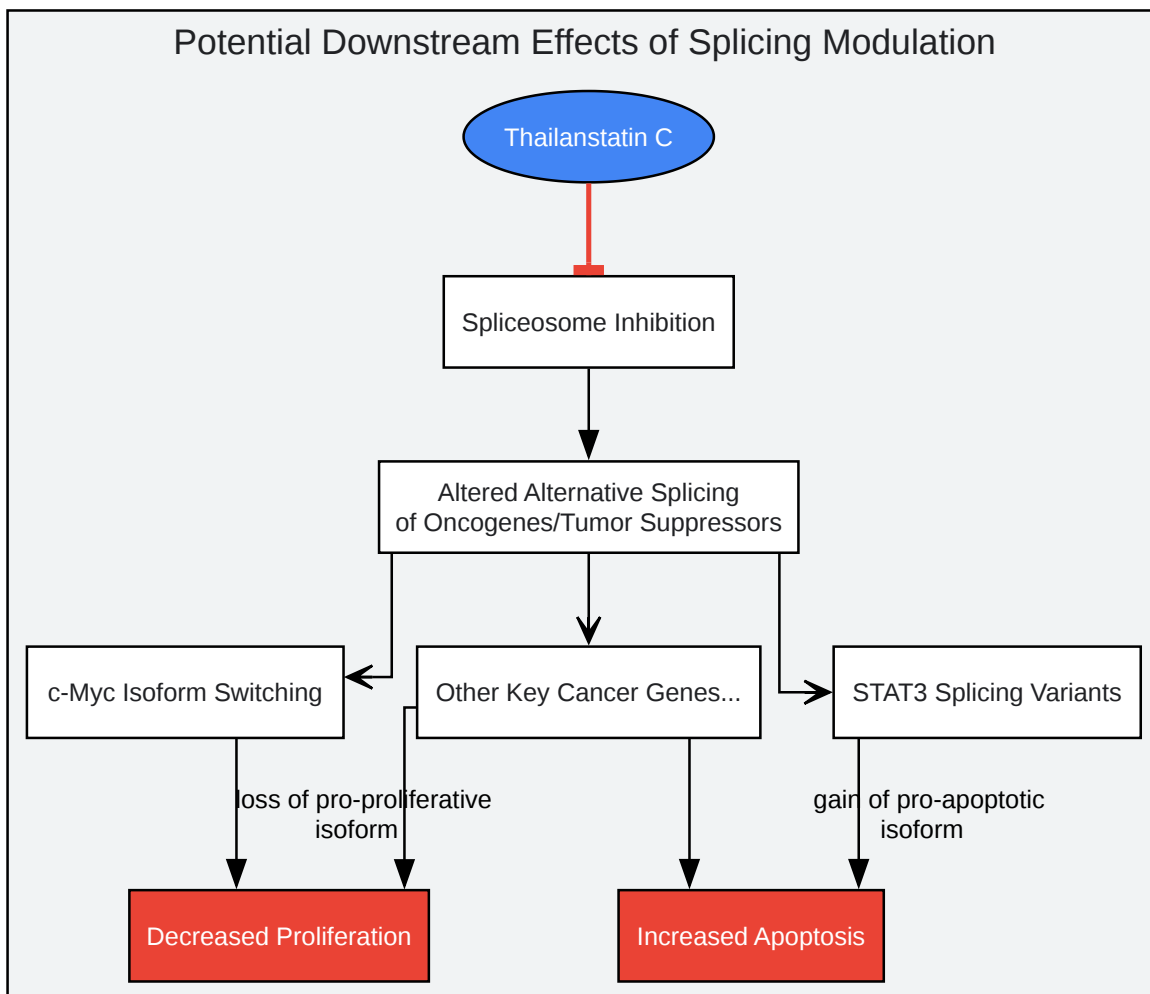 Potential Downstream Effects of Splicing Modulation
Thailanstatin C
Spliceosome Inhibition
Altered Alternative Splicing
of Oncogenes/Tumor Suppressors
c-Myc Isoform Switching
Other Key Cancer Genes...
STAT3 Splicing Variants
loss of pro-proliferative
isoform
gain of pro-apoptotic
isoform
Decreased Proliferation
Increased Apoptosis